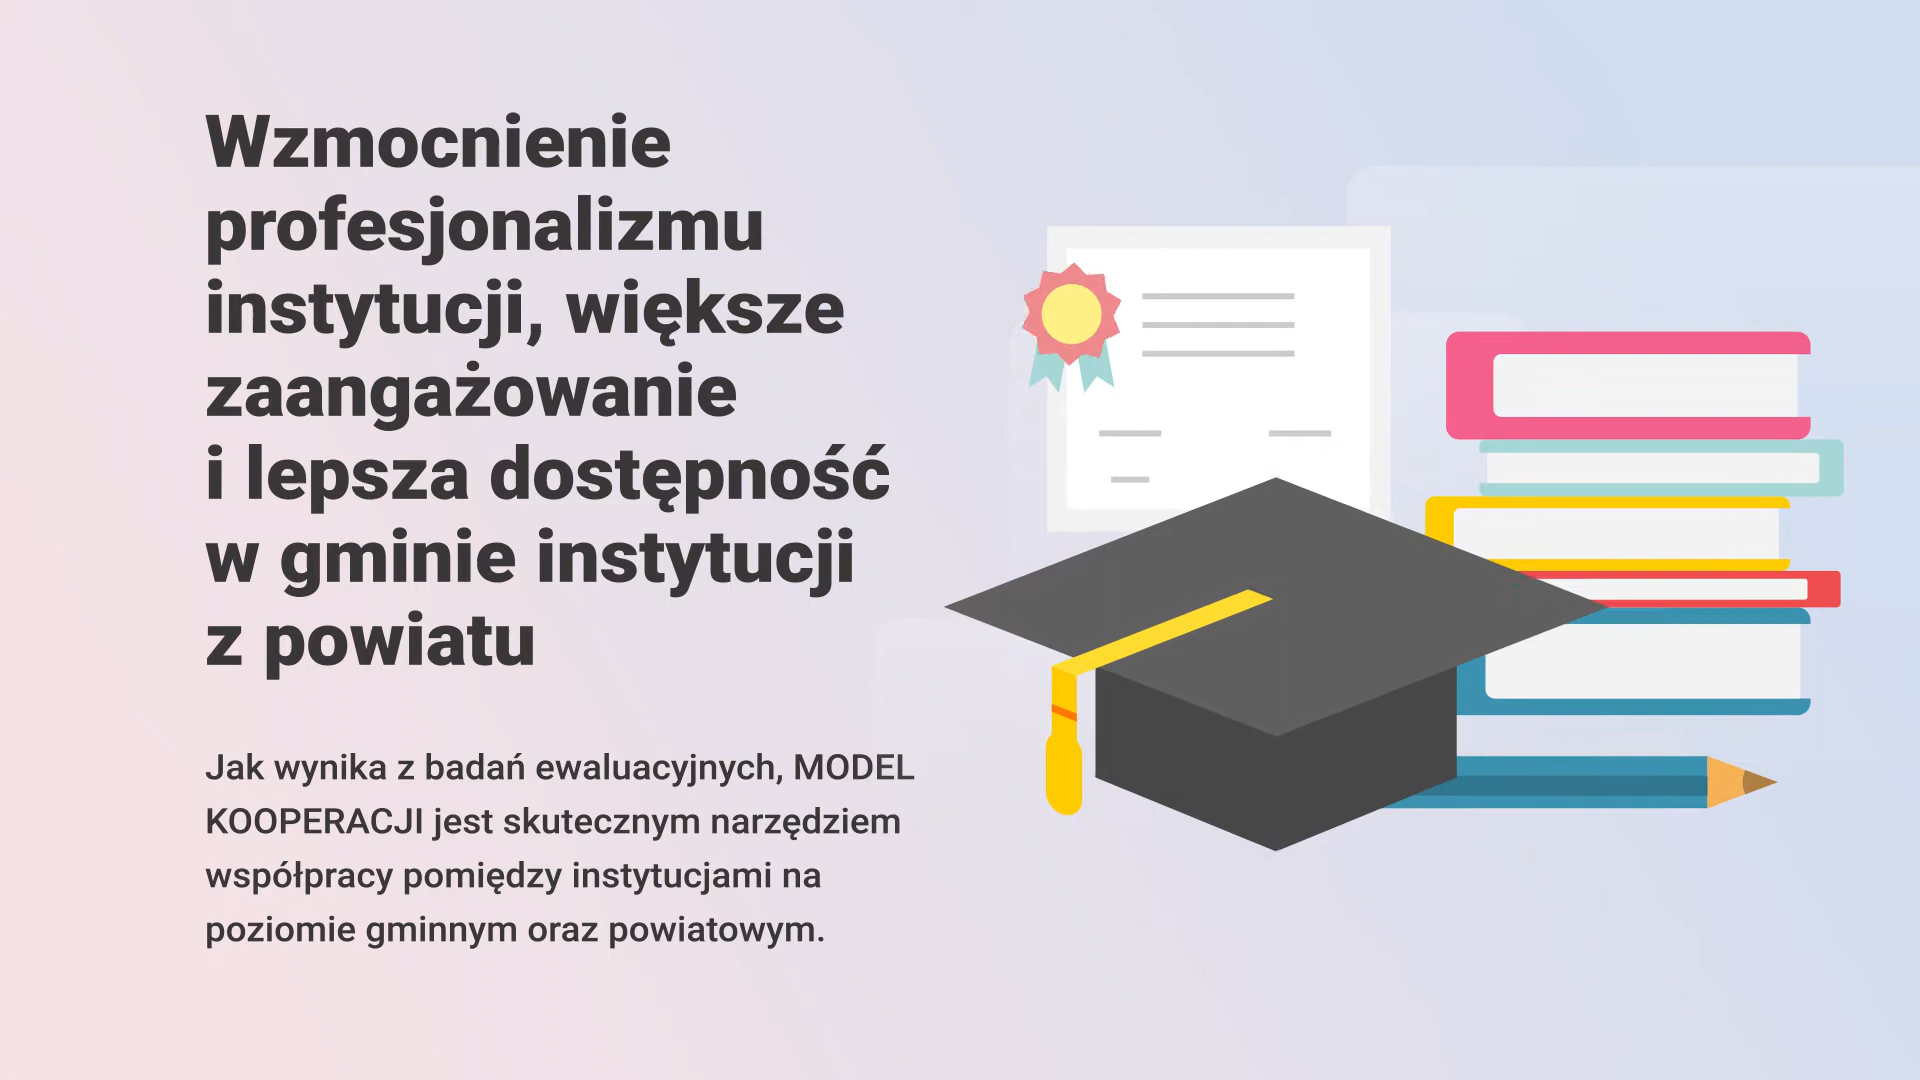 Wzmocnienie
profesjonalizmu
instytucji, większe
zaangażowanie
i lepsza dostępność
w gminie instytucji
z powiatu
Jak wynika z badań ewaluacyjnych, MODEL
KOOPERACJI jest skutecznym narzędziem
współpracy pomiędzy instytucjami na
poziomie gminnym oraz powiatowym.